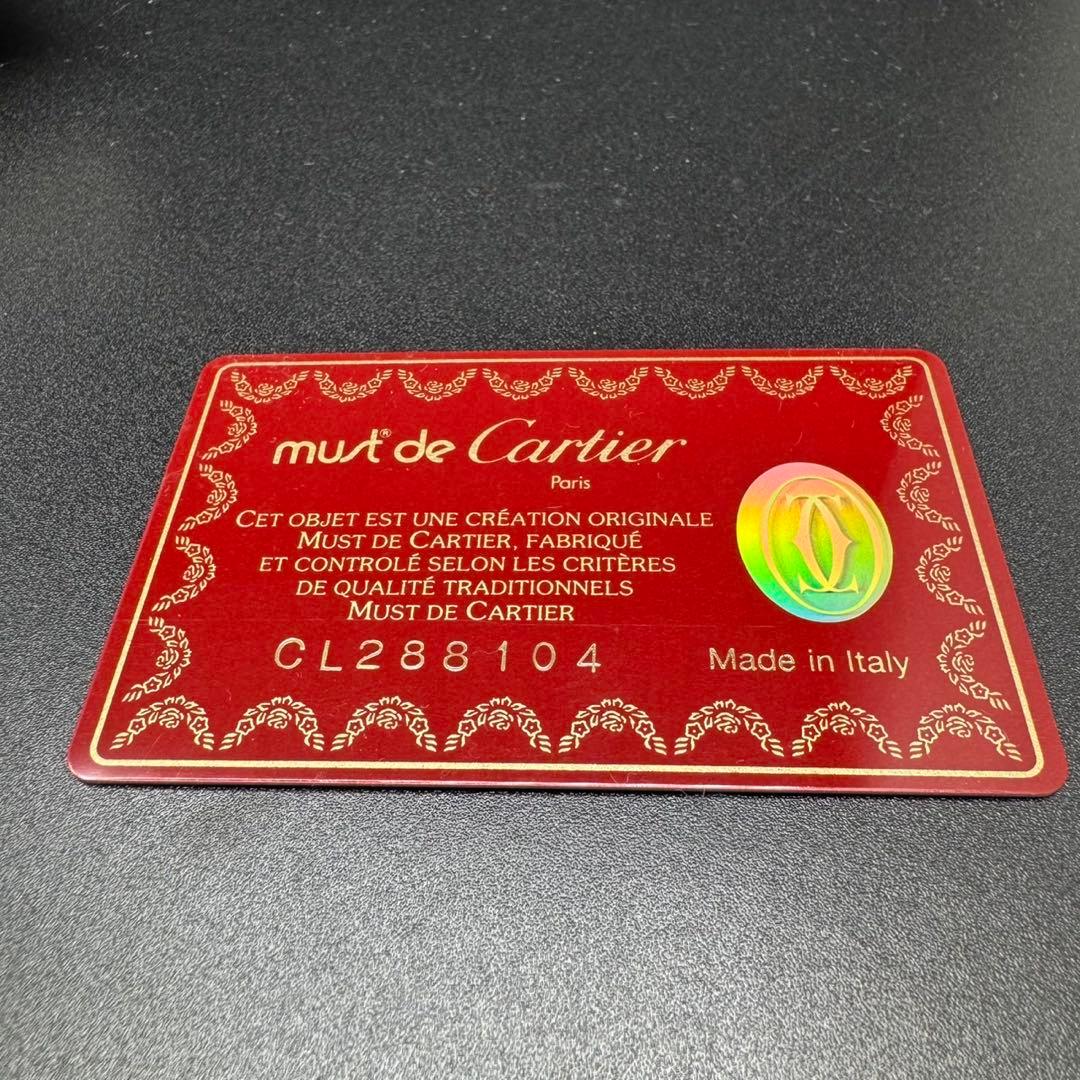 must® de Cartier
Paris
CET OBJET EST UNE CRÉATION ORIGINALE
MUST DE CARTIER, FABRIQUÉ
ET CONTROLÉ SELON LES CRITÈRES
DE QUALITÉ TRADITIONNELS
MUST DE CARTIER
CL288104
Made in Italy